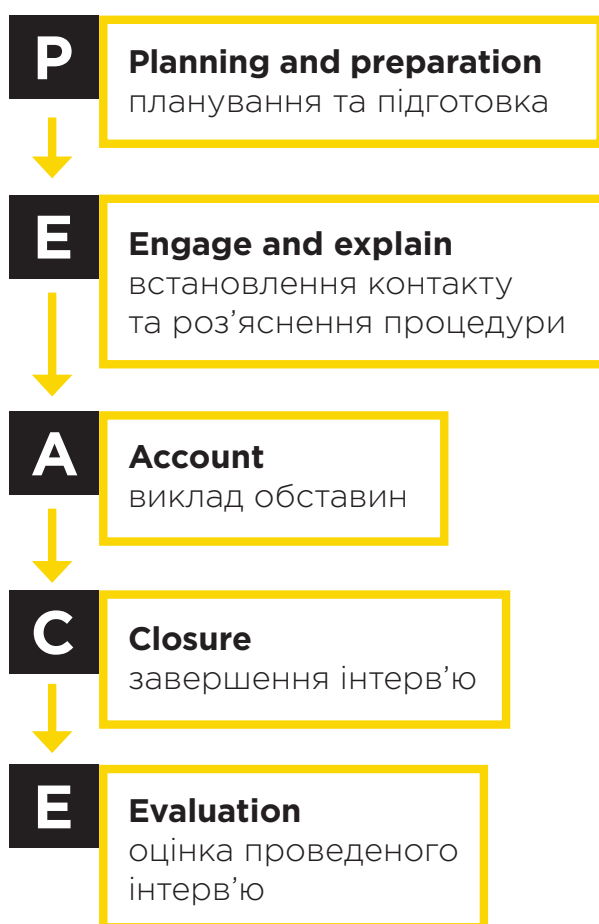 P
Planning and preparation
планування та підготовка
E
Engage and explain
встановлення контакту
та роз’яснення процедури
A
Account
виклад обставин
C
Closure
завершення інтерв’ю
E
Evaluation
оцінка проведеного
інтерв’ю